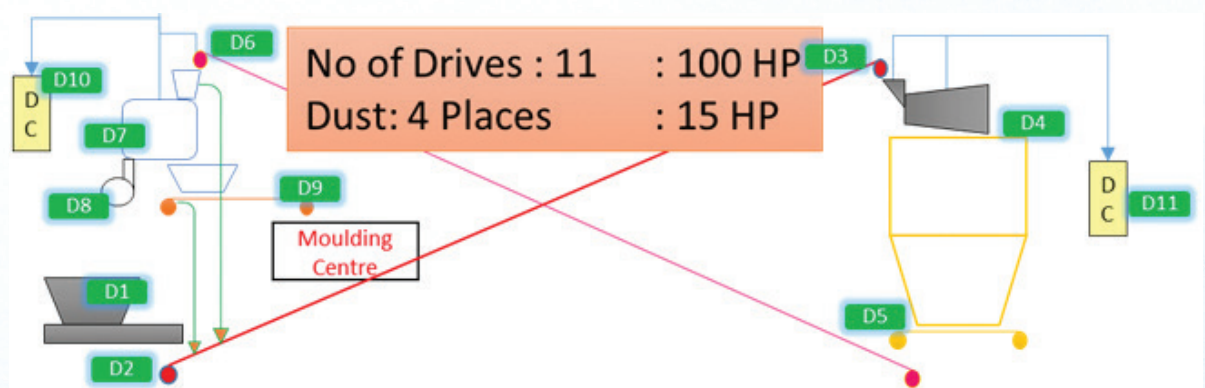 D6
No of Drives : 11 : 100 HP
Dust: 4 Places : 15 HP
D3
D10
D
C
D7
D4
D8
D9
D
C
D11
Moulding
Centre
D1
D5
D2